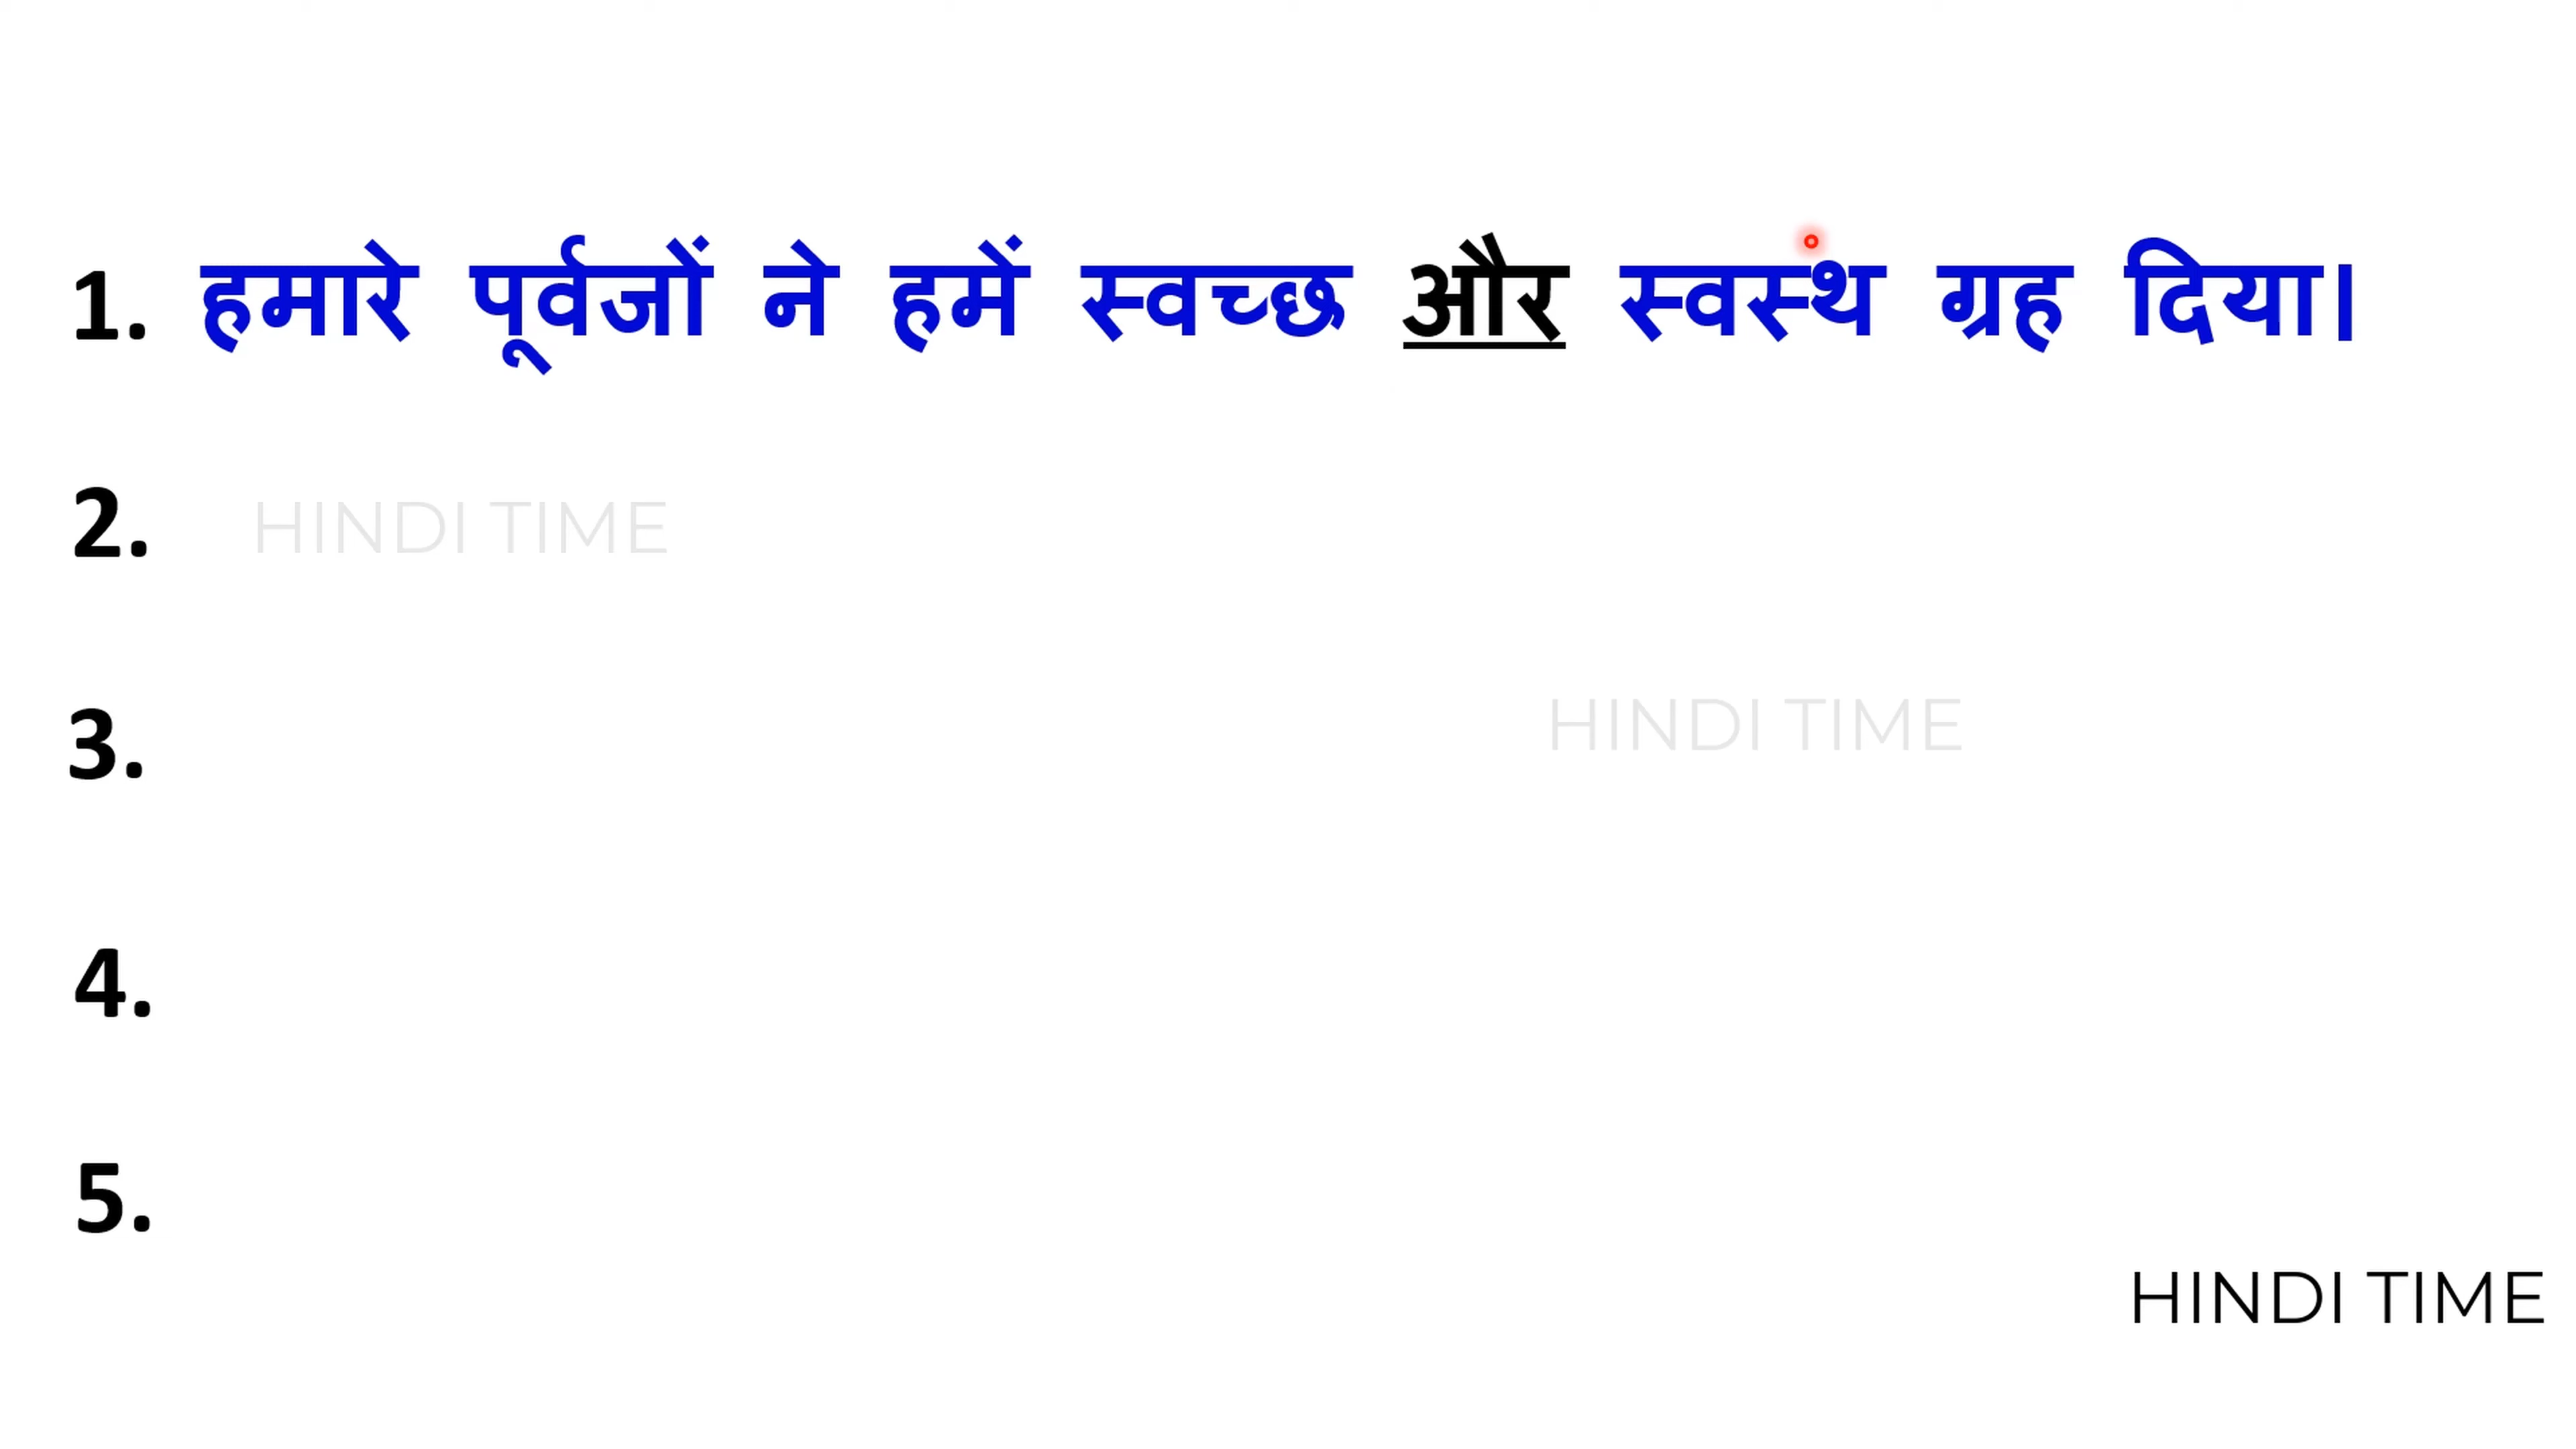 1. हमारे पूर्वजों ने हमें स्वच्छ और स्वस्थ ग्रह दिया।
2. HINDI TIME
3. HINDI TIME
4.
5.
HINDI TIME